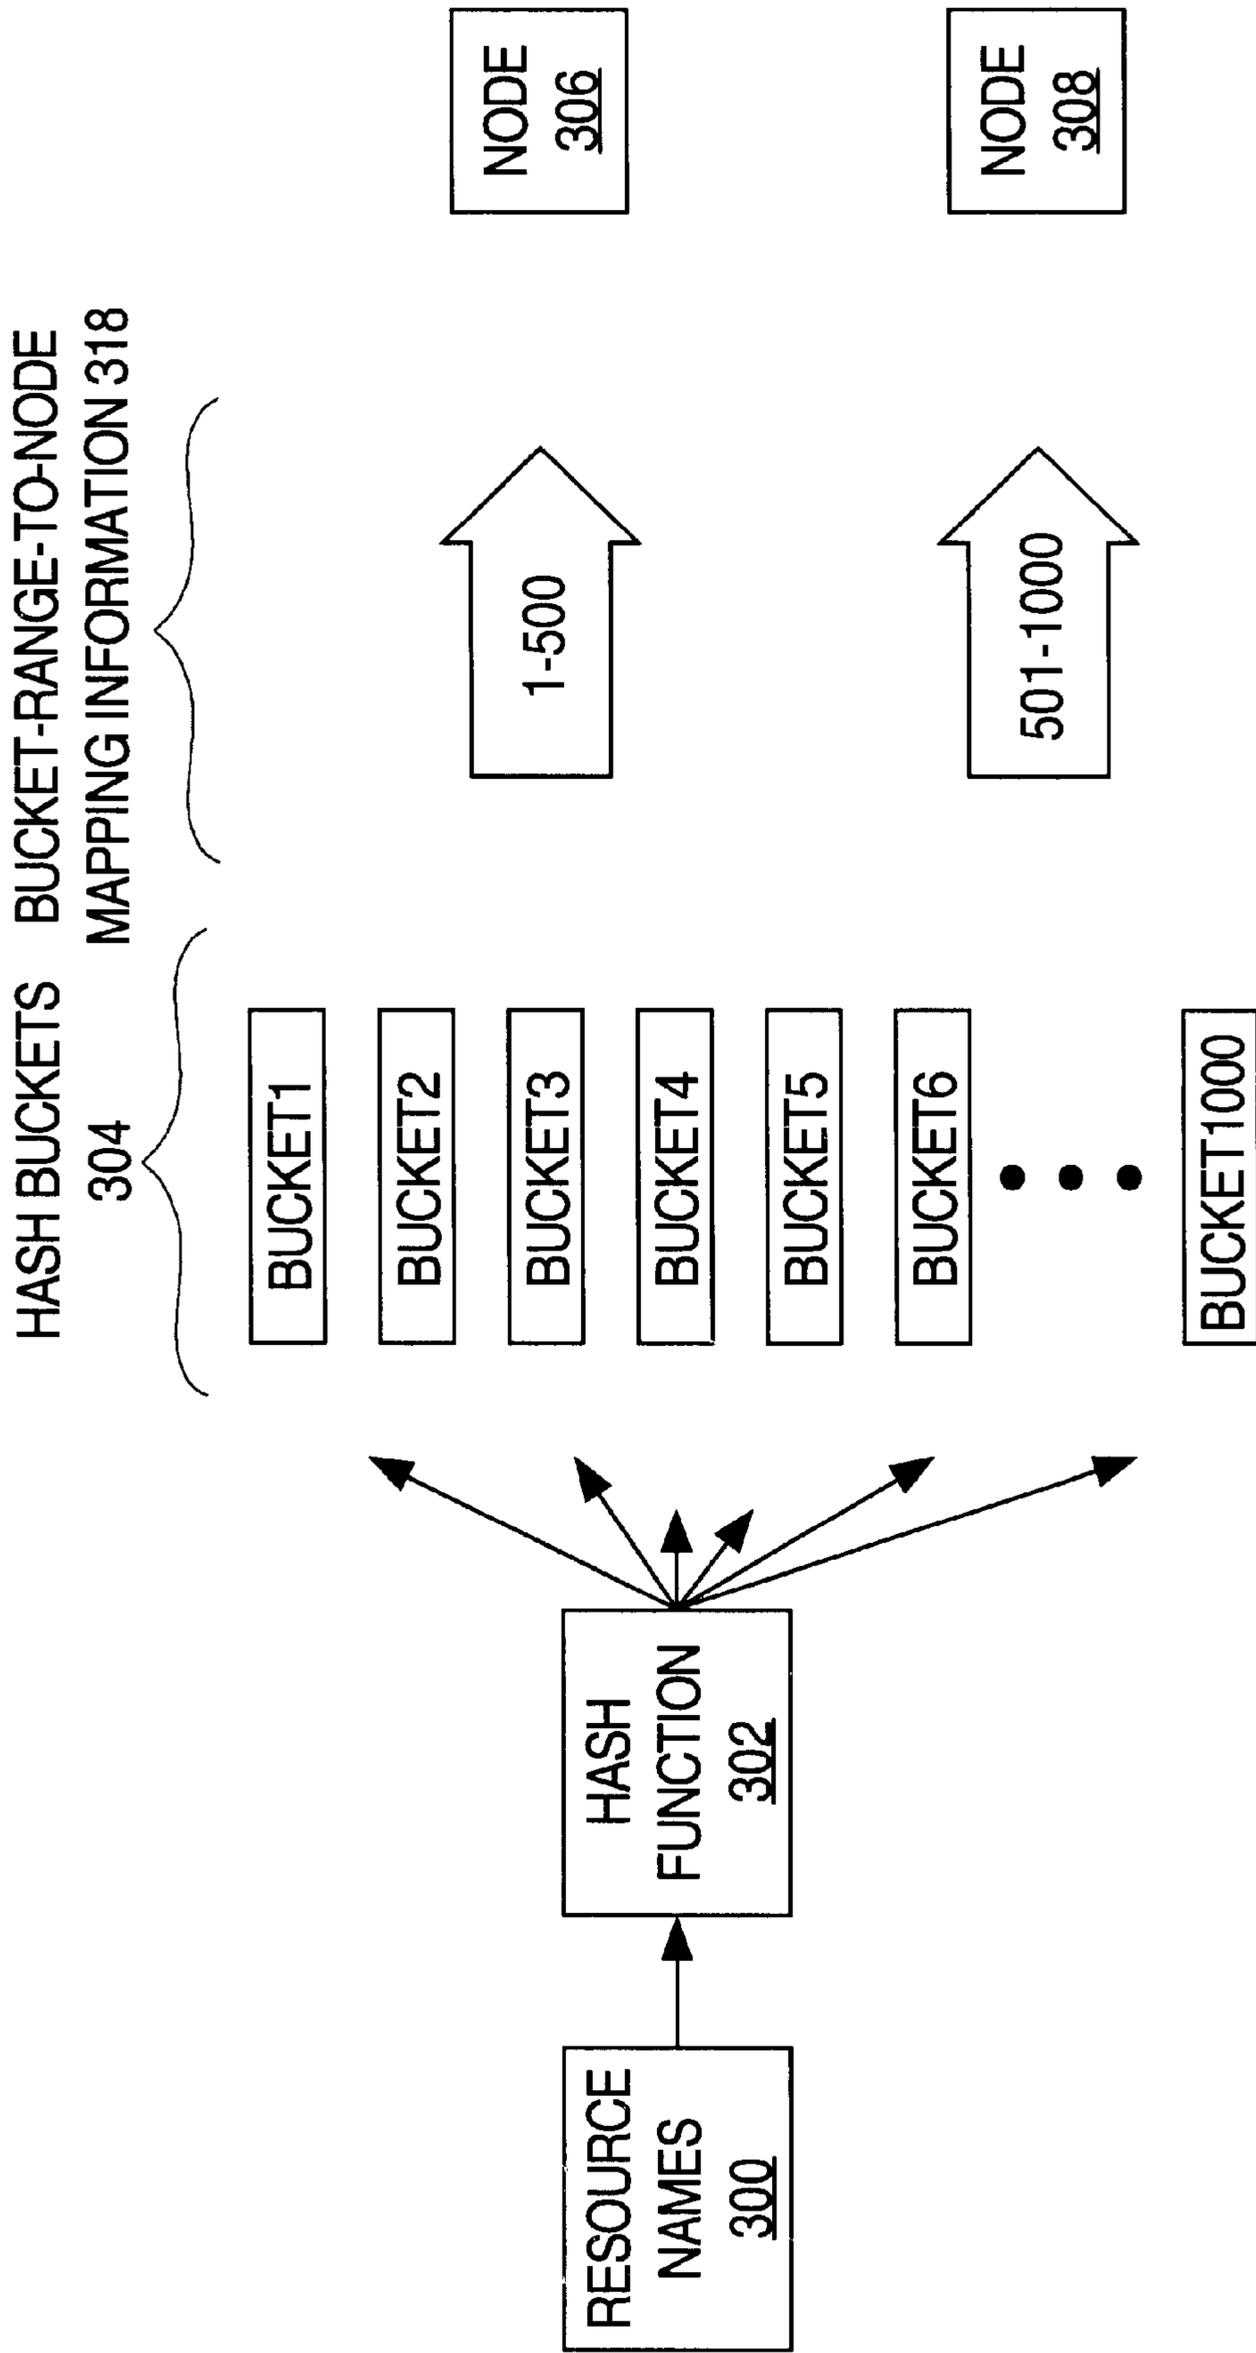 HASH BUCKETS
304
BUCKET-RANGE-TO-NODE
MAPPING INFORMATION 318
RESOURCE
NAMES
300
HASH
FUNCTION
302
BUCKET1
BUCKET2
BUCKET3
BUCKET4
BUCKET5
BUCKET6
BUCKET1000
1-500
501-1000
NODE
306
NODE
308